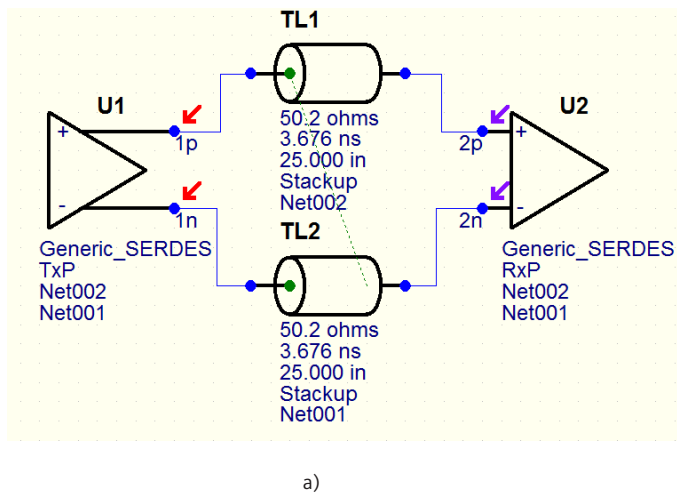 TL1
U1
U2
+
1p
2p
+
50.2 ohms
3.676 ns
25.000 in
Stackup
Net002
-
1n
2n
-
TL2
Generic_SERDES
TxP
Net002
Net001
Generic_SERDES
RxP
Net002
Net001
50.2 ohms
3.676 ns
25.000 in
Stackup
Net001
a)